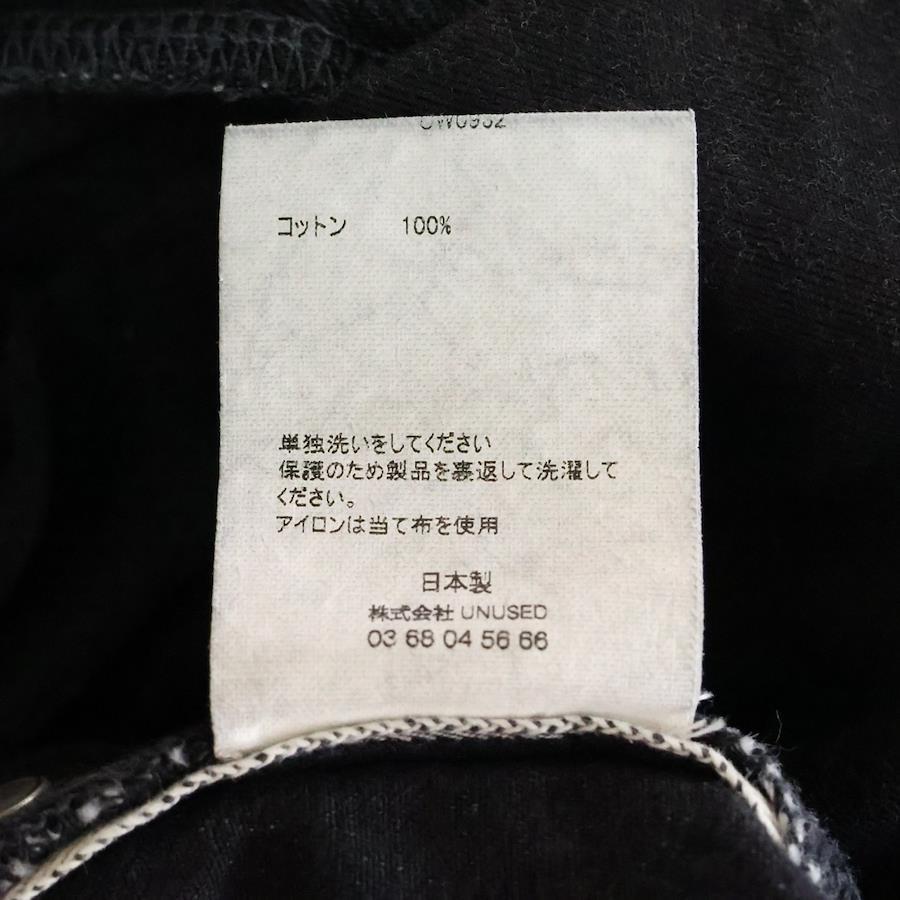 コットン 100%
単独洗いをしてください
保護のため製品を裏返して洗濯して
ください。
アイロンは当て布を使用
日本製
株式会社 UNUSED
03 68 04 56 66